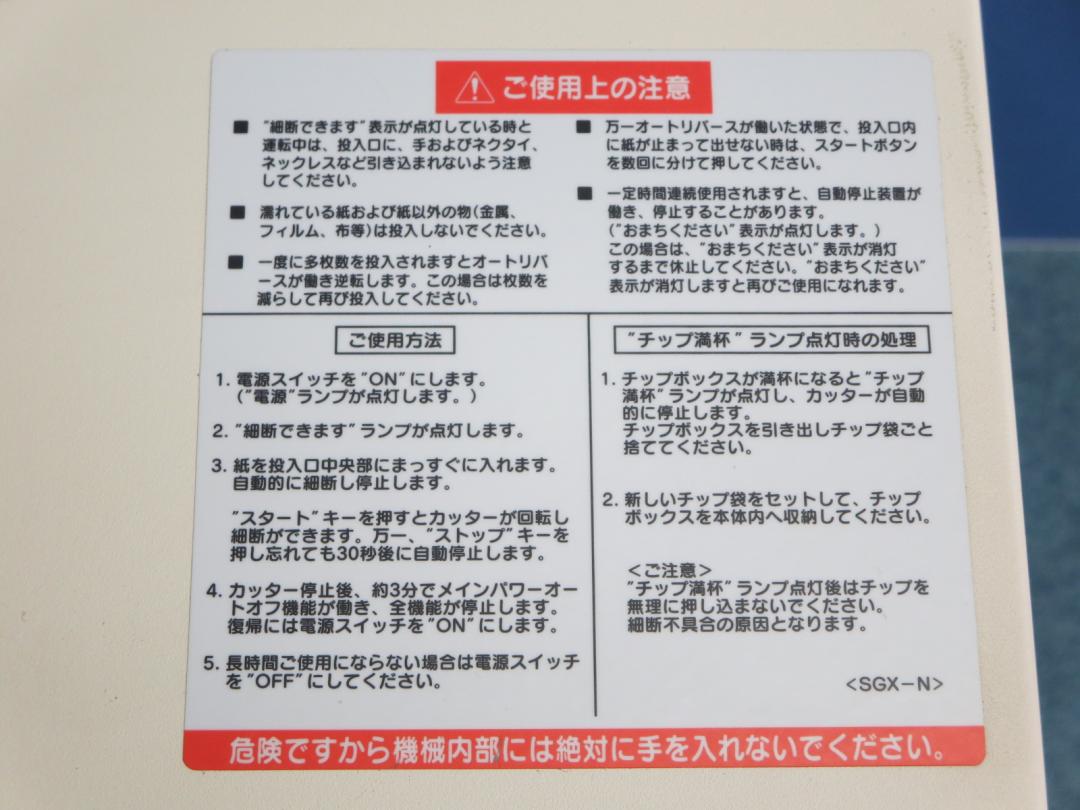 ご使用上の注意
■ "細断できます"表示が点灯している時と
運転中は、投入口に、手およびネクタイ、
ネックレスなど引き込まれないよう注意
してください。
■ 濡れている紙および紙以外の物(金属、
フィルム、布等)は投入しないでください。
■ 一度に多枚数を投入されますとオートリバ
ースが働き逆転します。この場合は枚数を
減らして再び投入してください。
■ 万一オートリバースが働いた状態で、投入口内
に紙が止まって出せない時は、スタートボタン
を数回に分けて押してください。
■ 一定時間連続使用されますと、自動停止装置が
働き、停止することがあります。
("おまちください"表示が点灯します。)
この場合は、"おまちください"表示が消灯
するまで休止してください。"おまちください"
表示が消灯しますと再びご使用になれます。
ご使用方法
1. 電源スイッチを"ON"にします。
("電源"ランプが点灯します。)
2. "細断できます"ランプが点灯します。
3. 紙を投入口中央部にまっすぐに入れます。
自動的に細断し停止します。
"スタート"キーを押すとカッターが回転し
細断ができます。万一、"ストップ"キーを
押し忘れても30秒後に自動停止します。
4. カッター停止後、約3分でメインパワーオー
トオフ機能が働き、全機能が停止します。
復帰には電源スイッチを"ON"にします。
5. 長時間ご使用にならない場合は電源スイッチ
を"OFF"にしてください。
"チップ満杯"ランプ点灯時の処理
1. チップボックスが満杯になると"チップ
満杯"ランプが点灯し、カッターが自動
的に停止します。
チップボックスを引き出しチップ袋ごと
捨ててください。
2. 新しいチップ袋をセットして、チップ
ボックスを本体内へ収納してください。
<ご注意>
"チップ満杯"ランプ点灯後はチップを
無理に押し込まないでください。
細断不具合の原因となります。
<SGX-N>
危険ですから機械内部には絶対に手を入れないでください。